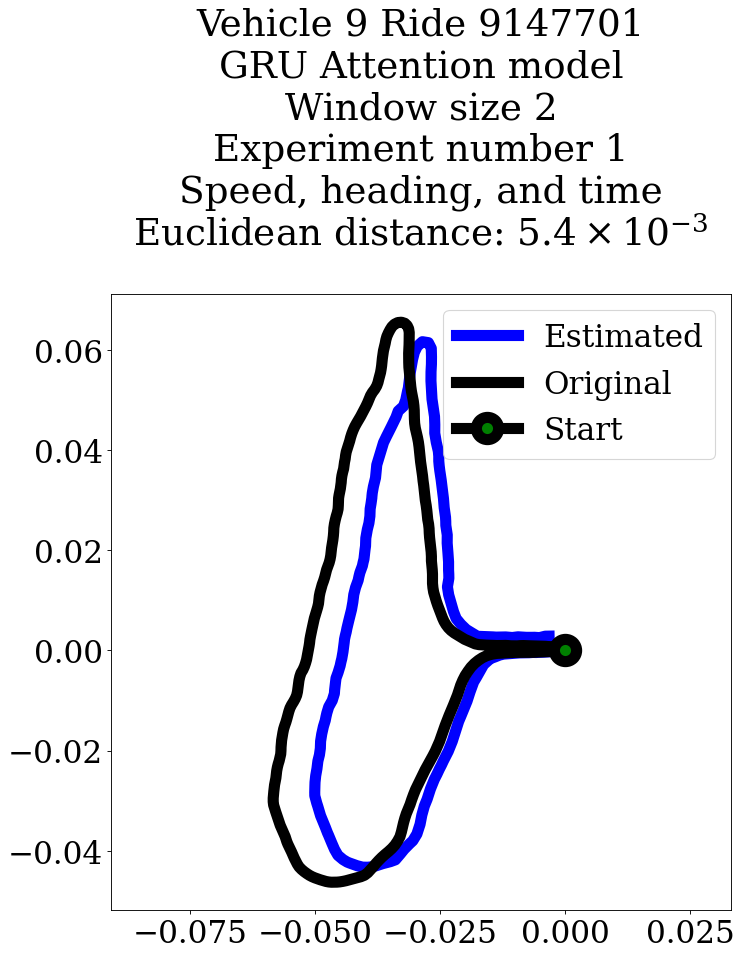 Vehicle 9 Ride 9147701
GRU Attention model
Window size 2
Experiment number 1
Speed, heading, and time
Euclidean distance: 5.4 × 10⁻³
Estimated
Original
Start
0.06
0.04
0.02
0.00
−0.02
−0.04
−0.075 −0.050 −0.025 0.000 0.025